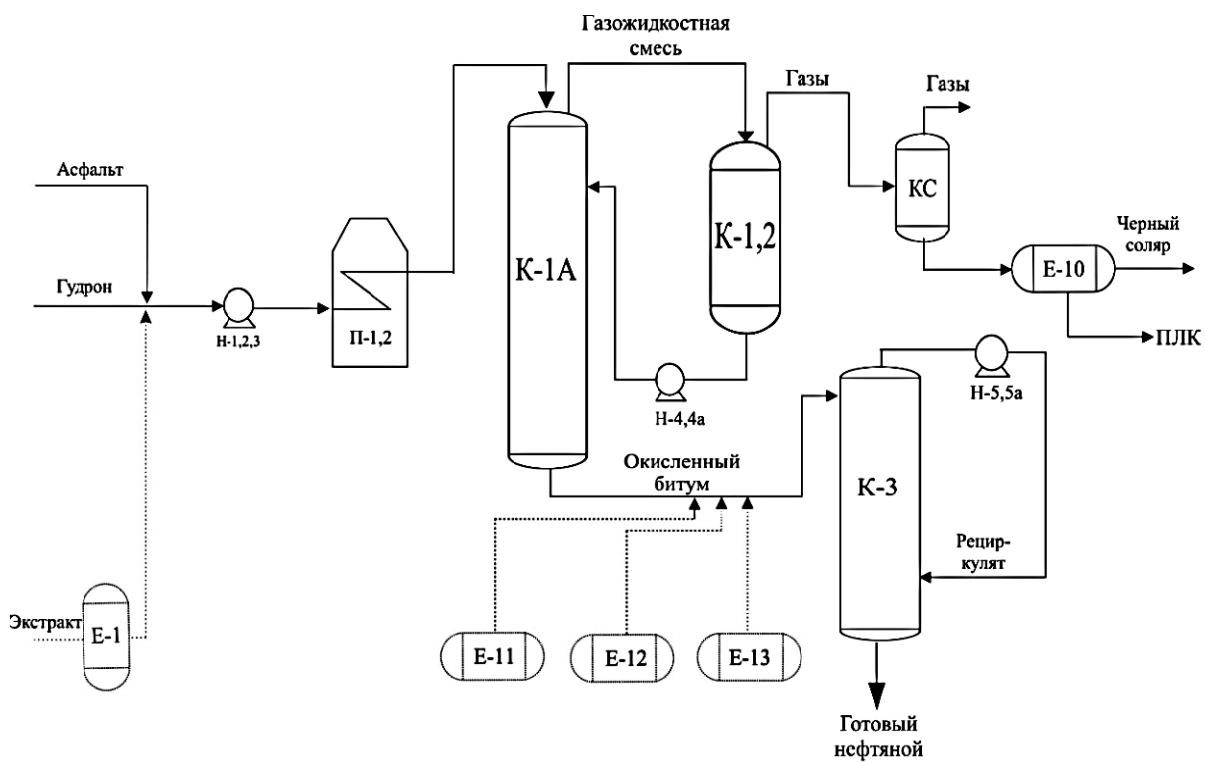 Газожидкостная
смесь
Газы
Газы
Асфальт
КС
Черный
соляр
К-1,2
К-1А
Е-10
Гудрон
Н-1,2,3
П-1,2
ПЛК
Н-5,5а
Н-4,4а
Окисленный
битум
К-3
Рецир-
кулят
Экстракт
Е-1
Е-11
Е-12
Е-13
Готовый
нефтяной